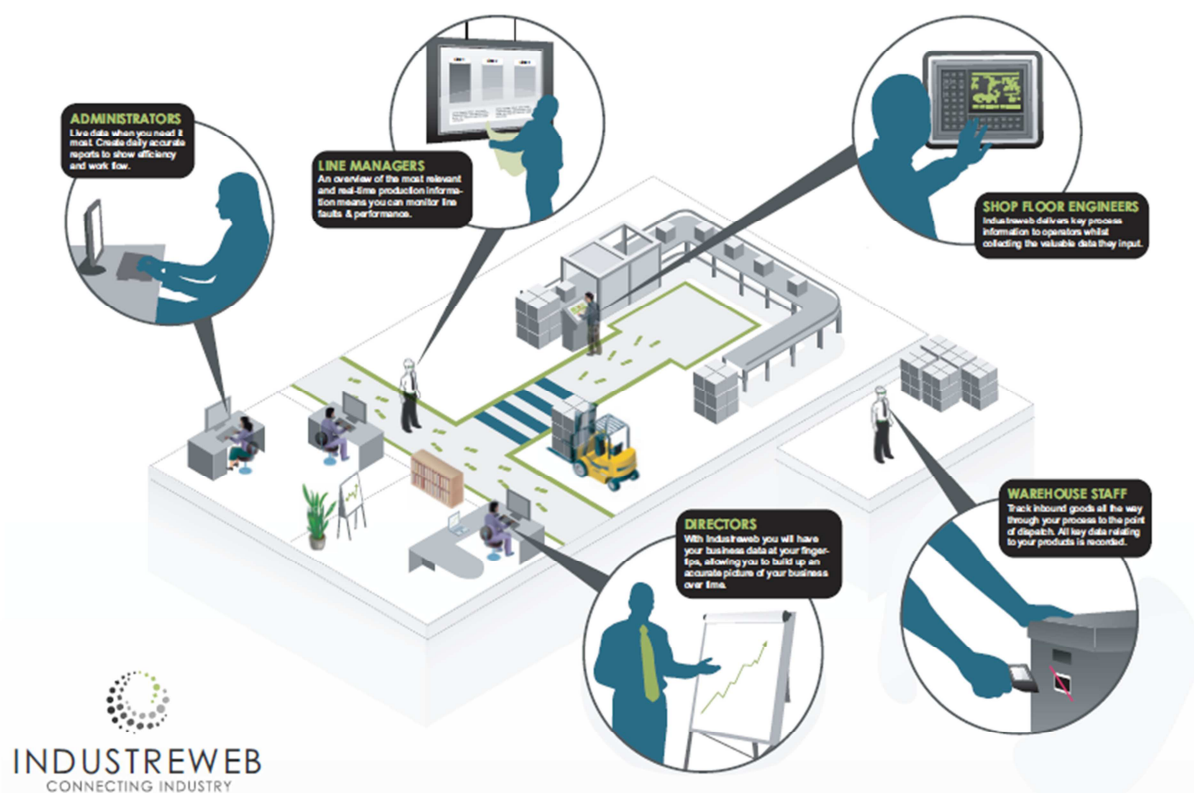 ADMINISTRATORS
Live data when you need it
most. Create daily accurate
reports to show efficiency
and work flow.
LINE MANAGERS
An overview of the most relevant
and real-time production informa-
tion means you can monitor line
faults & performance.
SHOP FLOOR ENGINEERS
Industreweb delivers key process
information to operators whilst
collecting the valuable data they input.
WAREHOUSE STAFF
Track inbound goods all the way
through your process to the point
of dispatch. All key data relating
to your products is recorded.
DIRECTORS
With Industreweb you will have
your business data at your finger-
tips, allowing you to build up an
accurate picture of your business
over time.
INDUSTREWEB
CONNECTING INDUSTRY